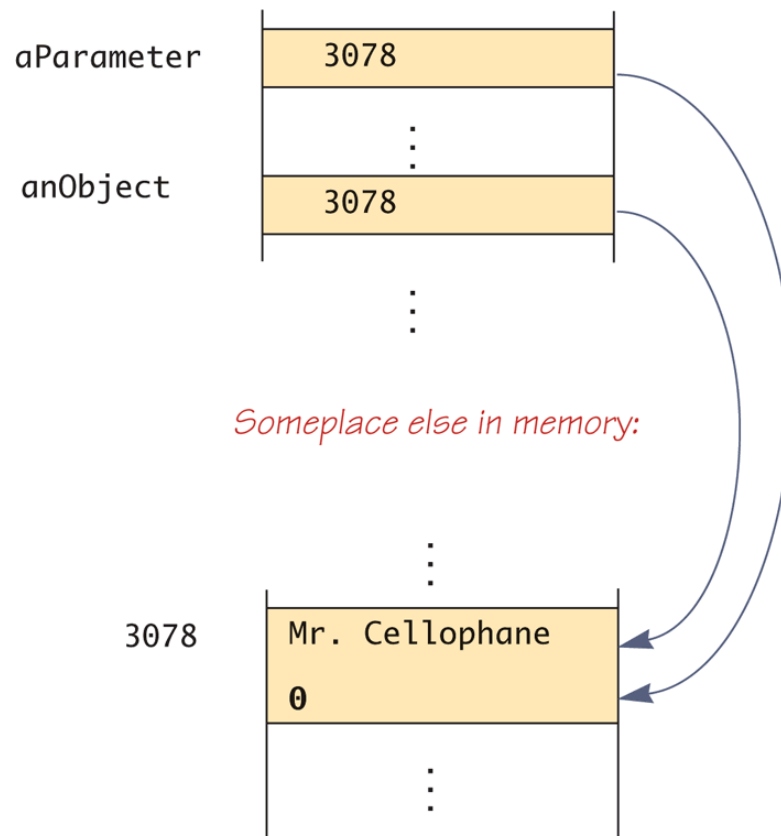 aParameter 3078
anObject 3078
Someplace else in memory:
3078 Mr. Cellophane
0